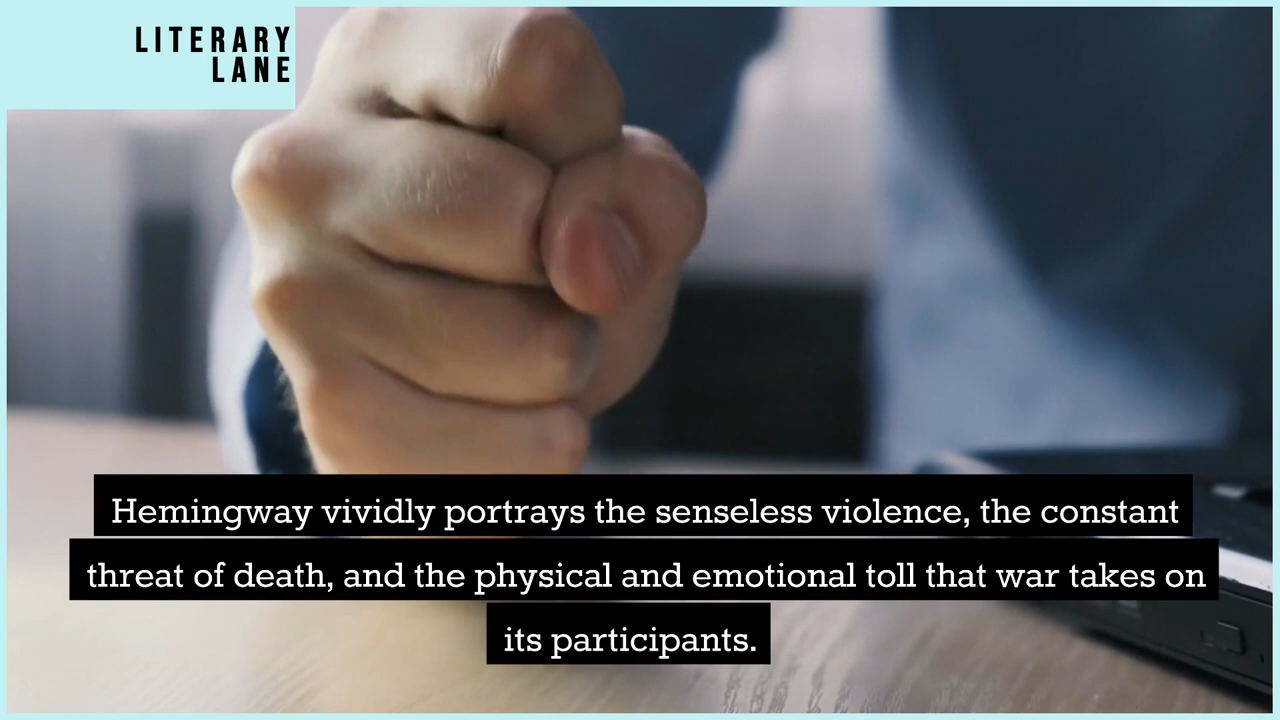 LITERARY
LANE
Hemingway vividly portrays the senseless violence, the constant
threat of death, and the physical and emotional toll that war takes on
its participants.